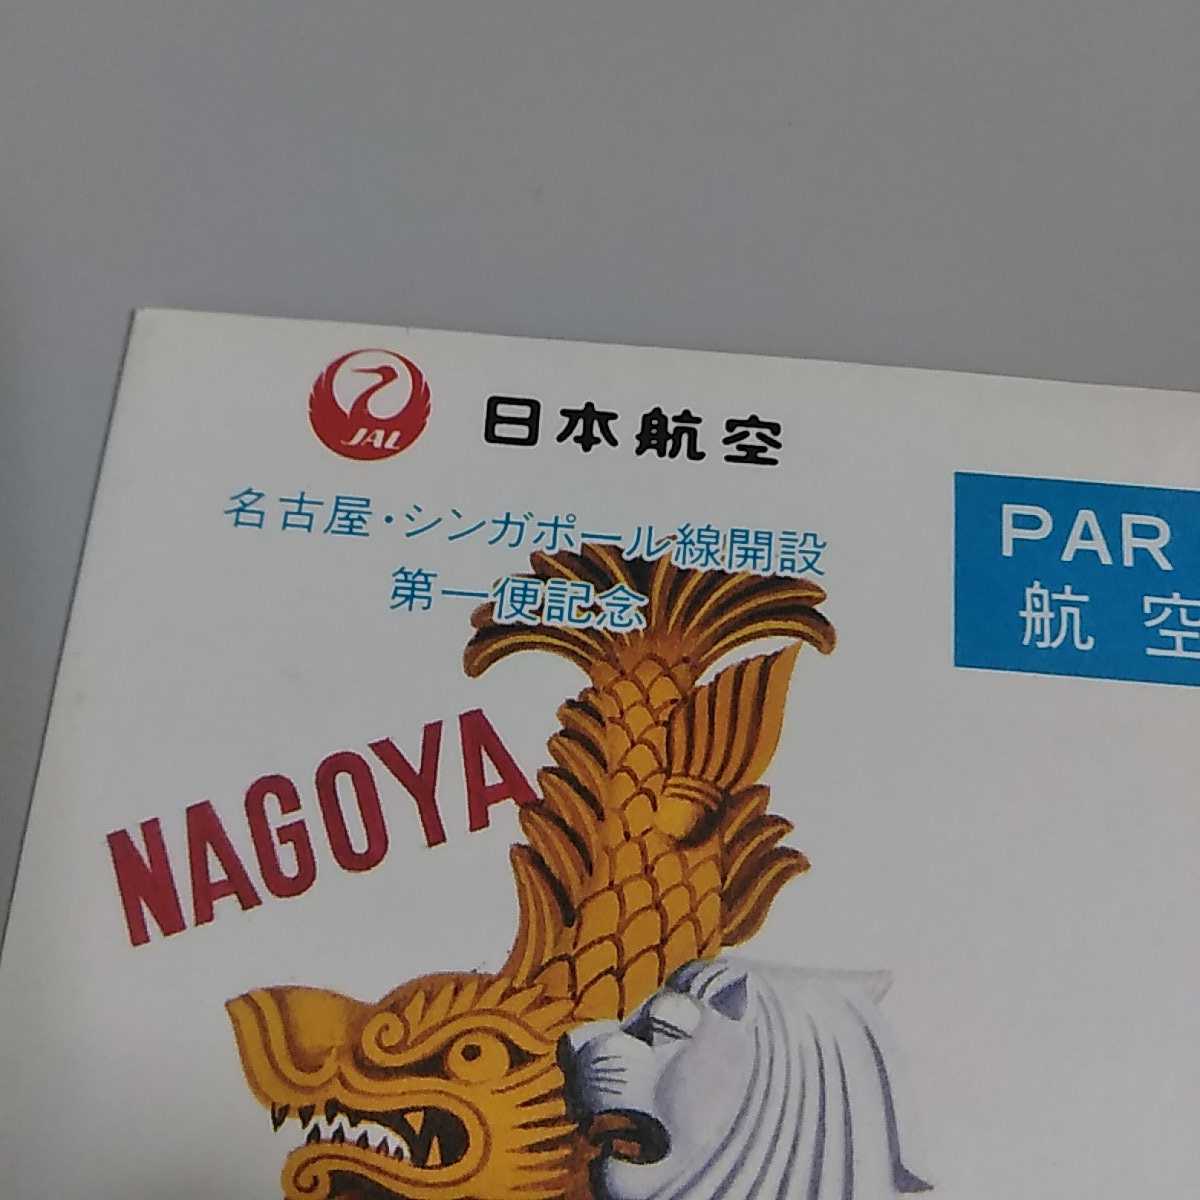 JAL 日本航空
名古屋・シンガポール線開設
第一便記念
PAR
航空
NAGOYA